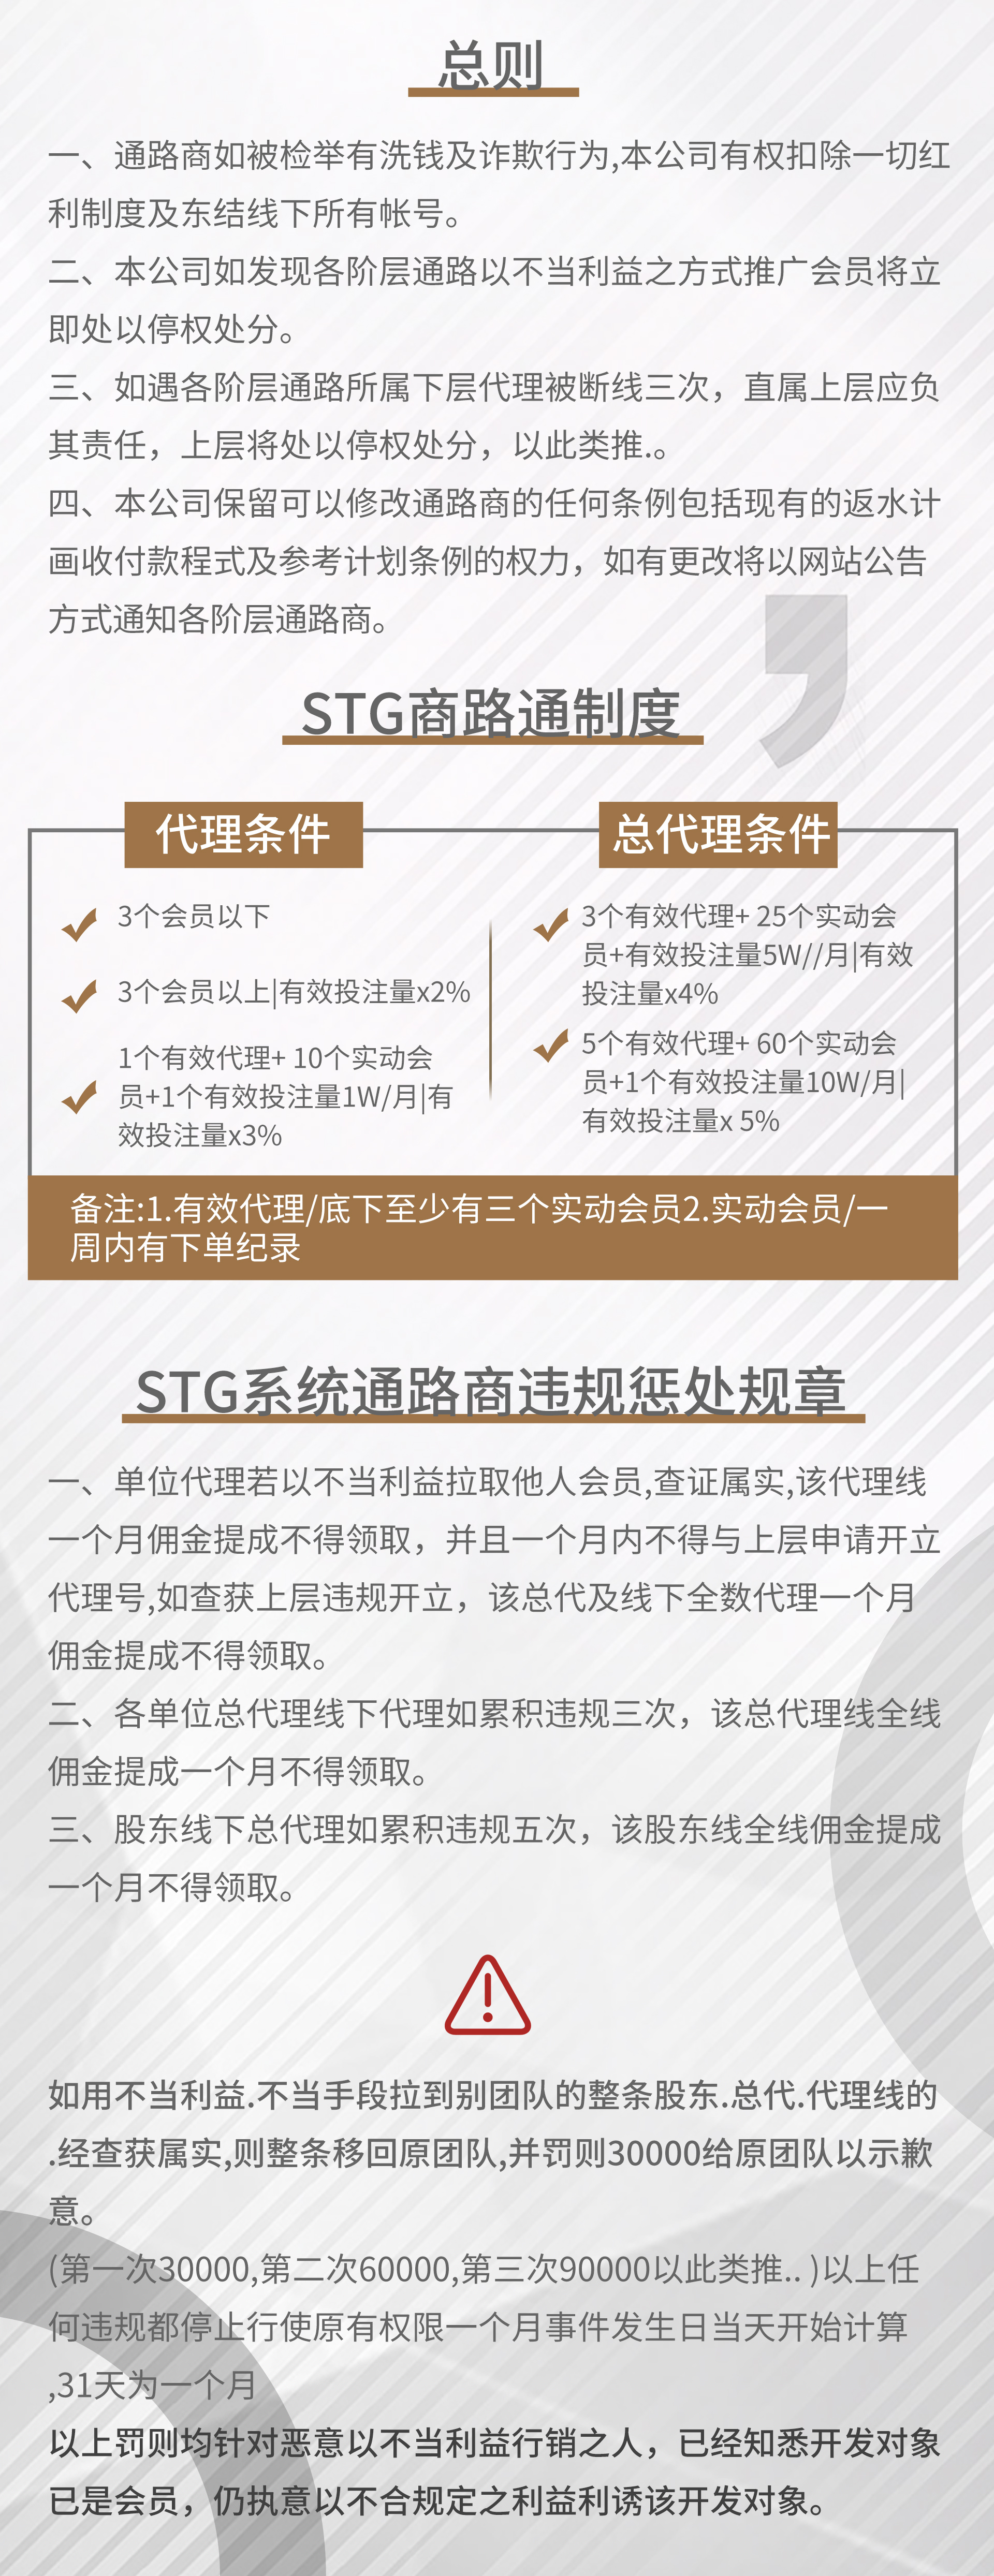 总则
一、通路商如被检举有洗钱及诈欺行为,本公司有权扣除一切红
利制度及东结线下所有帐号。
二、本公司如发现各阶层通路以不当利益之方式推广会员将立
即处以停权处分。
三、如遇各阶层通路所属下层代理被断线三次，直属上层应负
其责任，上层将处以停权处分，以此类推.。
四、本公司保留可以修改通路商的任何条例包括现有的返水计
画收付款程式及参考计划条例的权力，如有更改将以网站公告
方式通知各阶层通路商。
STG商路通制度
代理条件
3个会员以下
3个会员以上|有效投注量x2%
1个有效代理+ 10个实动会
员+1个有效投注量1W/月|有
效投注量x3%
总代理条件
3个有效代理+ 25个实动会
员+有效投注量5W//月|有效
投注量x4%
5个有效代理+ 60个实动会
员+1个有效投注量10W/月|
有效投注量x 5%
备注:1.有效代理/底下至少有三个实动会员2.实动会员/一
周内有下单纪录
STG系统通路商违规惩处规章
一、单位代理若以不当利益拉取他人会员,查证属实,该代理线
一个月佣金提成不得领取，并且一个月内不得与上层申请开立
代理号,如查获上层违规开立，该总代及线下全数代理一个月
佣金提成不得领取。
二、各单位总代理线下代理如累积违规三次，该总代理线全线
佣金提成一个月不得领取。
三、股东线下总代理如累积违规五次，该股东线全线佣金提成
一个月不得领取。
如用不当利益.不当手段拉到别团队的整条股东.总代.代理线的
.经查获属实,则整条移回原团队,并罚则30000给原团队以示歉
意。
(第一次30000,第二次60000,第三次90000以此类推.. )以上任
何违规都停止行使原有权限一个月事件发生日当天开始计算
,31天为一个月
以上罚则均针对恶意以不当利益行销之人，已经知悉开发对象
已是会员，仍执意以不合规定之利益利诱该开发对象。